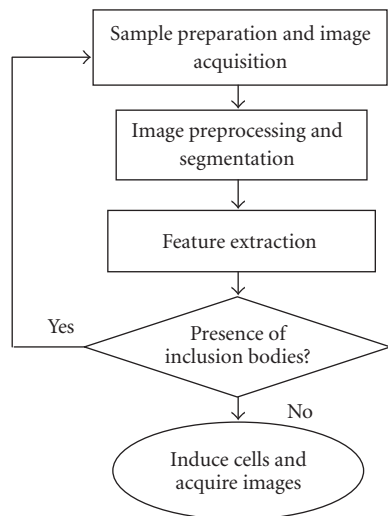 Sample preparation and image
acquisition
Image preprocessing and
segmentation
Feature extraction
Yes
Presence of
inclusion bodies?
No
Induce cells and
acquire images